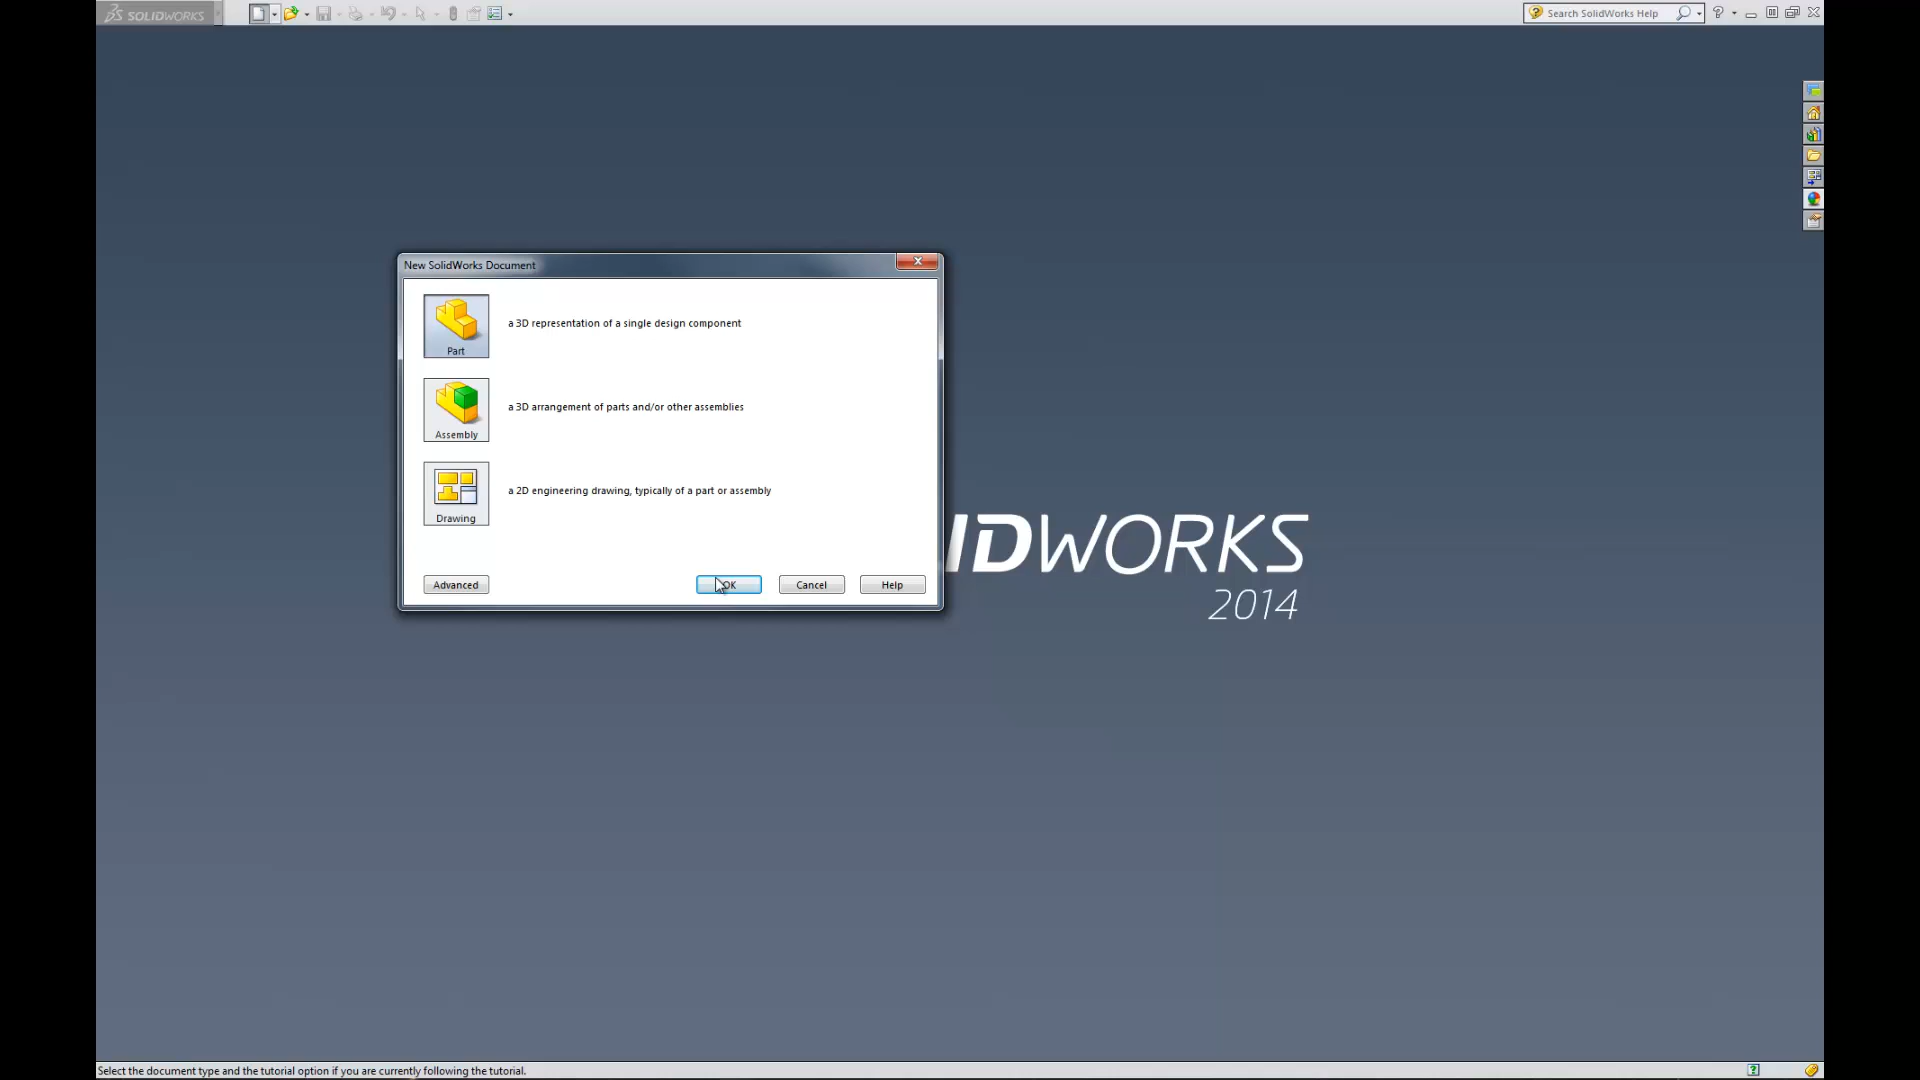 SOLIDWORKS
Search SolidWorks Help
New SolidWorks Document
a 3D representation of a single design component
Part
a 3D arrangement of parts and/or other assemblies
Assembly
a 2D engineering drawing, typically of a part or assembly
Drawing
IDWORKS
2014
Advanced
OK
Cancel
Help
Select the document type and the tutorial option if you are currently following the tutorial.